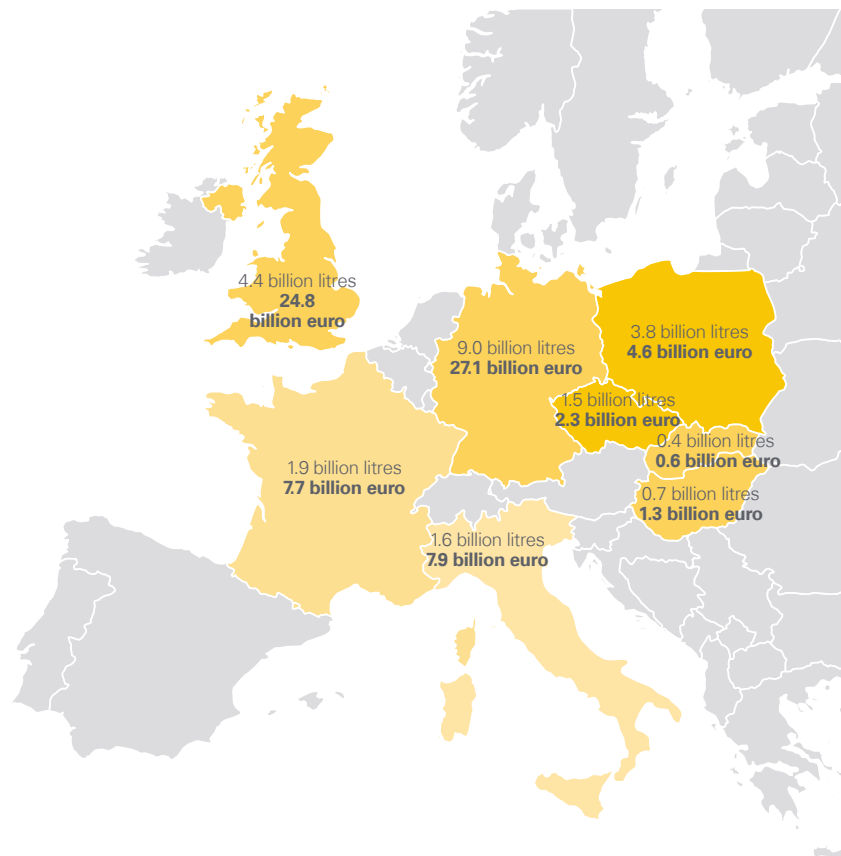 4.4 billion litres
24.8
billion euro
9.0 billion litres
27.1 billion euro
3.8 billion litres
4.6 billion euro
1.5 billion litres
2.3 billion euro
0.4 billion litres
0.6 billion euro
1.9 billion litres
7.7 billion euro
0.7 billion litres
1.3 billion euro
1.6 billion litres
7.9 billion euro